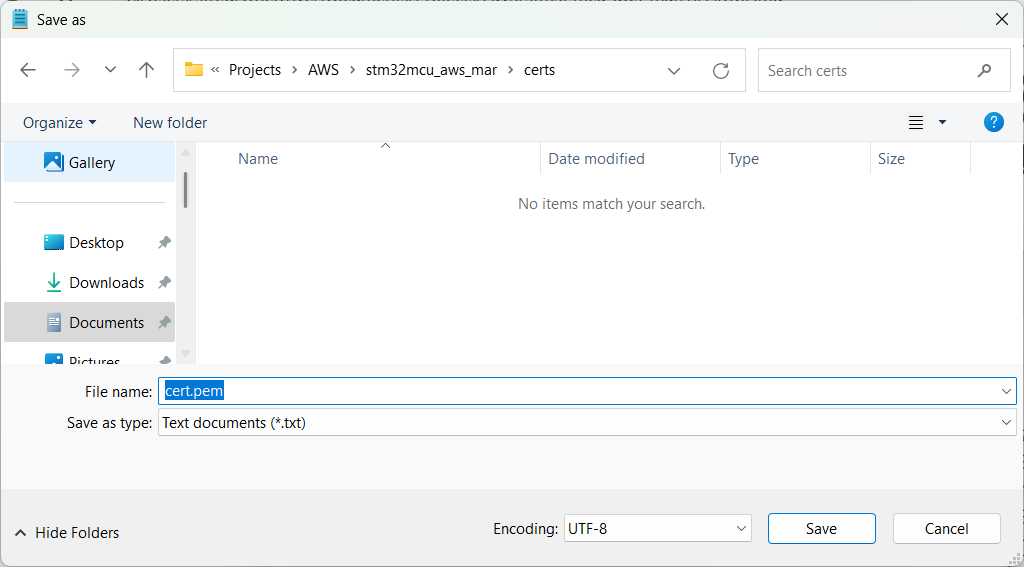 Save as
« Projects > AWS > stm32mcu_aws_mar > certs
Search certs
Organize
New folder
?
Gallery
Desktop
Downloads
Documents
Pictures
Name
Date modified
Type
Size
No items match your search.
File name: cert.pem
Save as type: Text documents (*.txt)
Hide Folders
Encoding: UTF-8
Save
Cancel